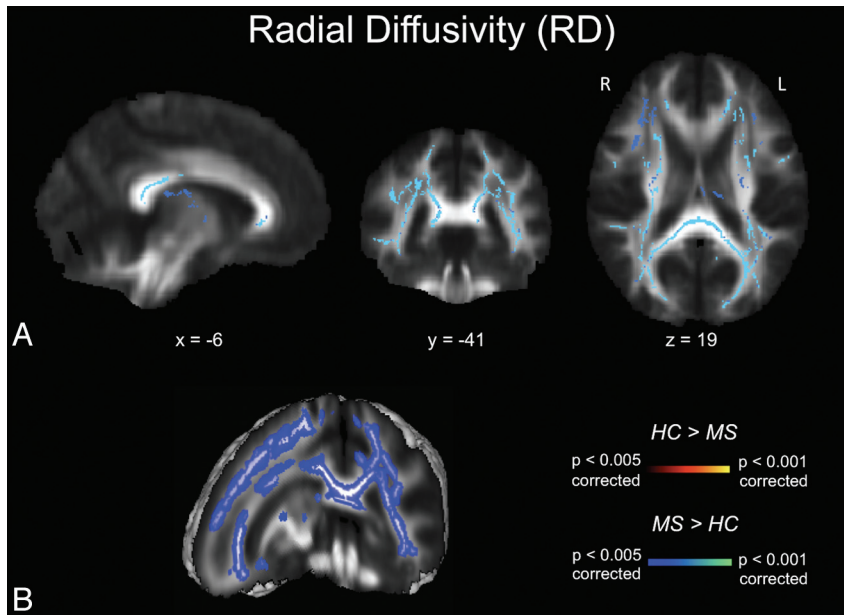 Radial Diffusivity (RD)
R
L
A
x = -6
y = -41
z = 19
HC > MS
p < 0.005
corrected
p < 0.001
corrected
MS > HC
p < 0.005
corrected
p < 0.001
corrected
B